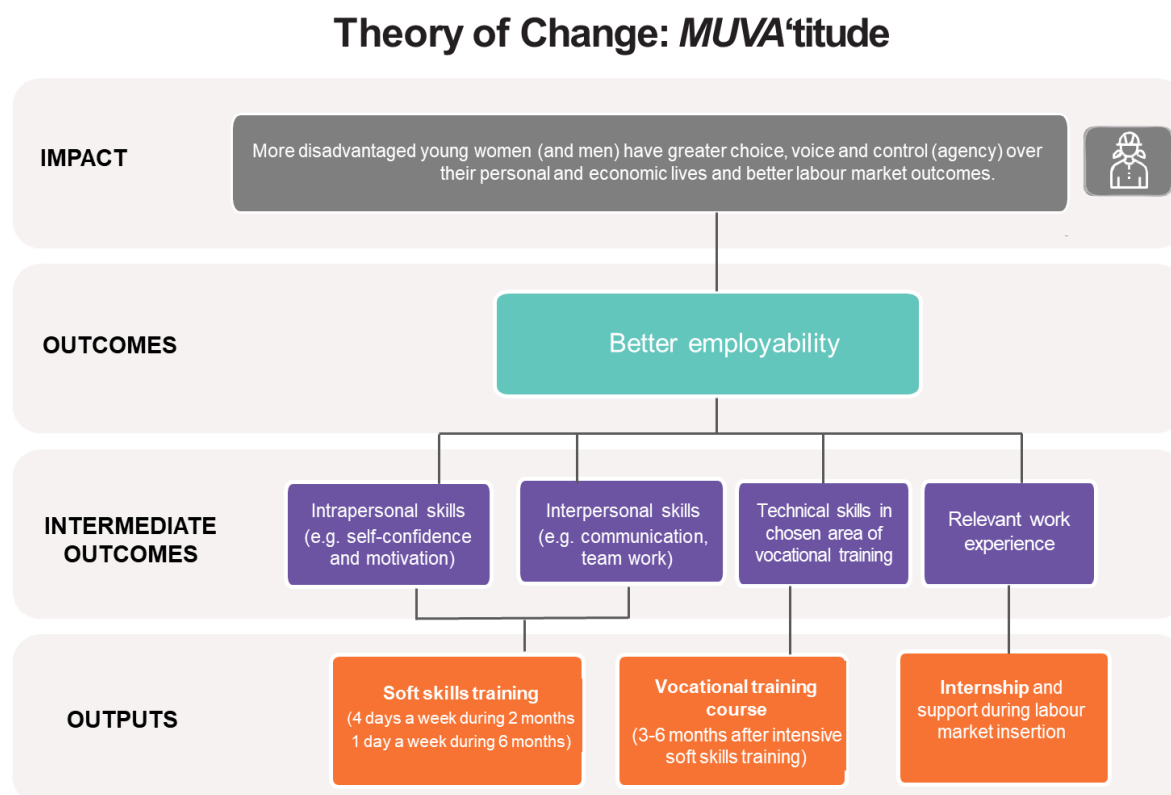 Theory of Change: MUVA‘titude
IMPACT
More disadvantaged young women (and men) have greater choice, voice and control (agency) over
their personal and economic lives and better labour market outcomes.
OUTCOMES
Better employability
INTERMEDIATE
OUTCOMES
Intrapersonal skills
(e.g. self-confidence
and motivation)
Interpersonal skills
(e.g. communication,
team work)
Technical skills in
chosen area of
vocational training
Relevant work
experience
OUTPUTS
Soft skills training
(4 days a week during 2 months
1 day a week during 6 months)
Vocational training
course
(3-6 months after intensive
soft skills training)
Internship and
support during labour
market insertion